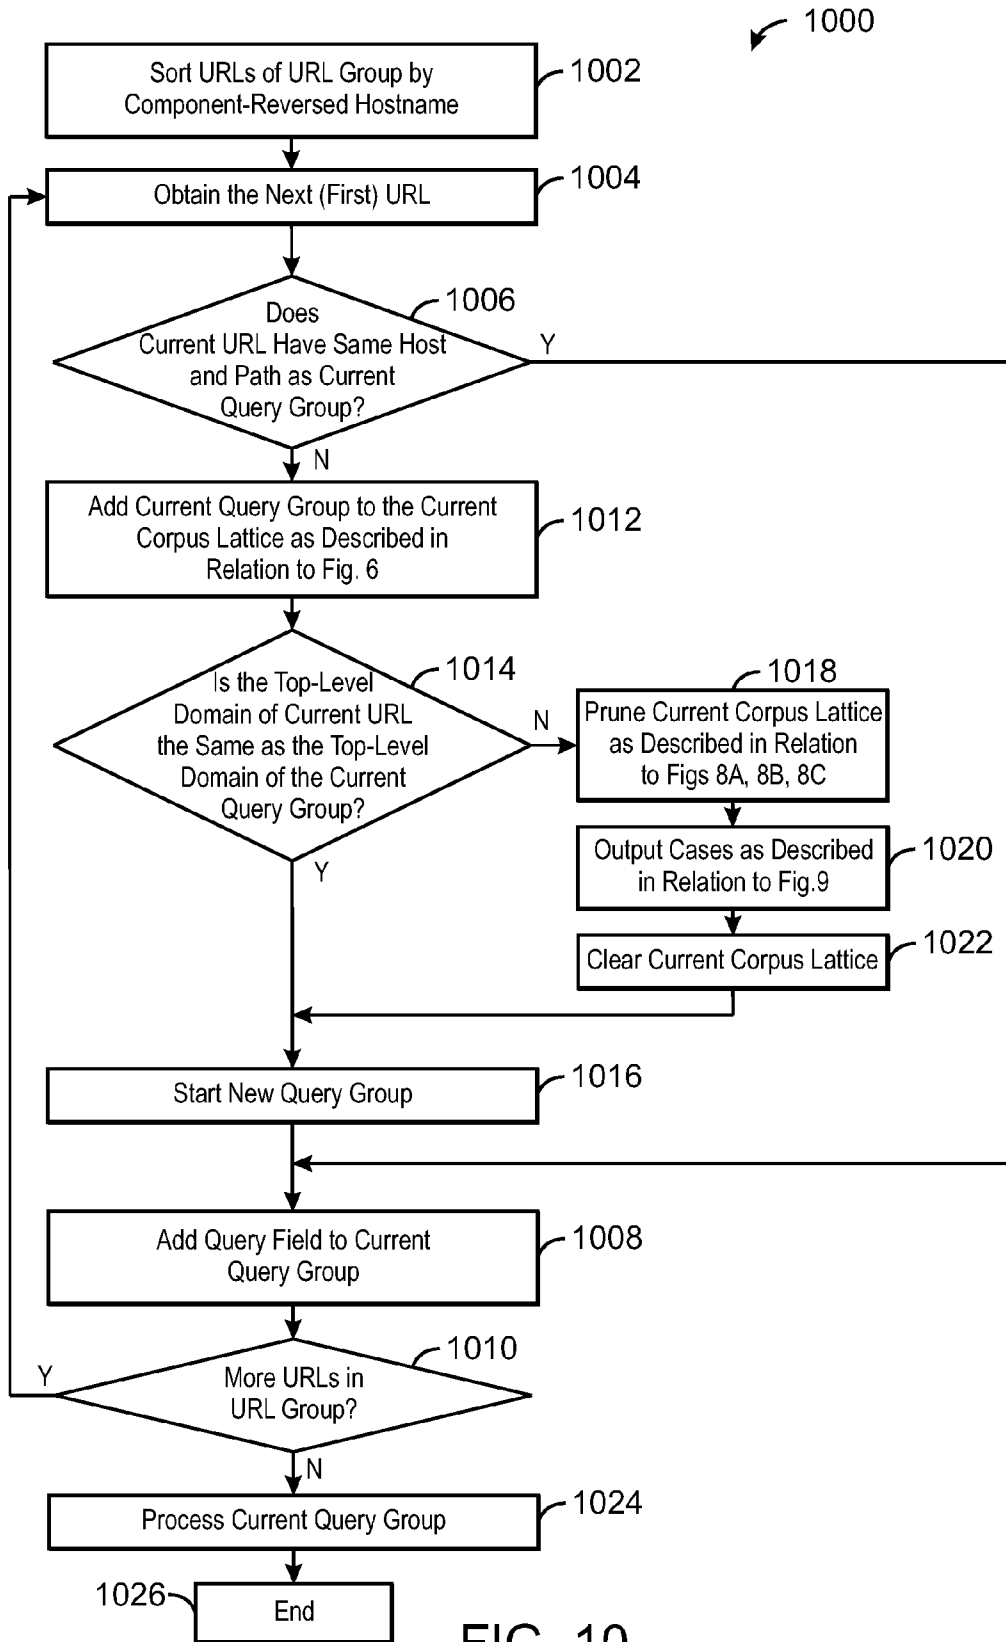 1000
Sort URLs of URL Group by
Component-Reversed Hostname
1002
Obtain the Next (First) URL
1004
Does
Current URL Have Same Host
and Path as Current
Query Group?
1006
Y
N
Add Current Query Group to the Current
Corpus Lattice as Described in
Relation to Fig. 6
1012
Is the Top-Level
Domain of Current URL
the Same as the Top-Level
Domain of the Current
Query Group?
1014
N
Y
Prune Current Corpus Lattice
as Described in Relation
to Figs 8A, 8B, 8C
1018
Output Cases as Described
in Relation to Fig.9
1020
Clear Current Corpus Lattice
1022
Start New Query Group
1016
Add Query Field to Current
Query Group
1008
More URLs in
URL Group?
1010
Y
N
Process Current Query Group
1024
End
1026
FIG. 10